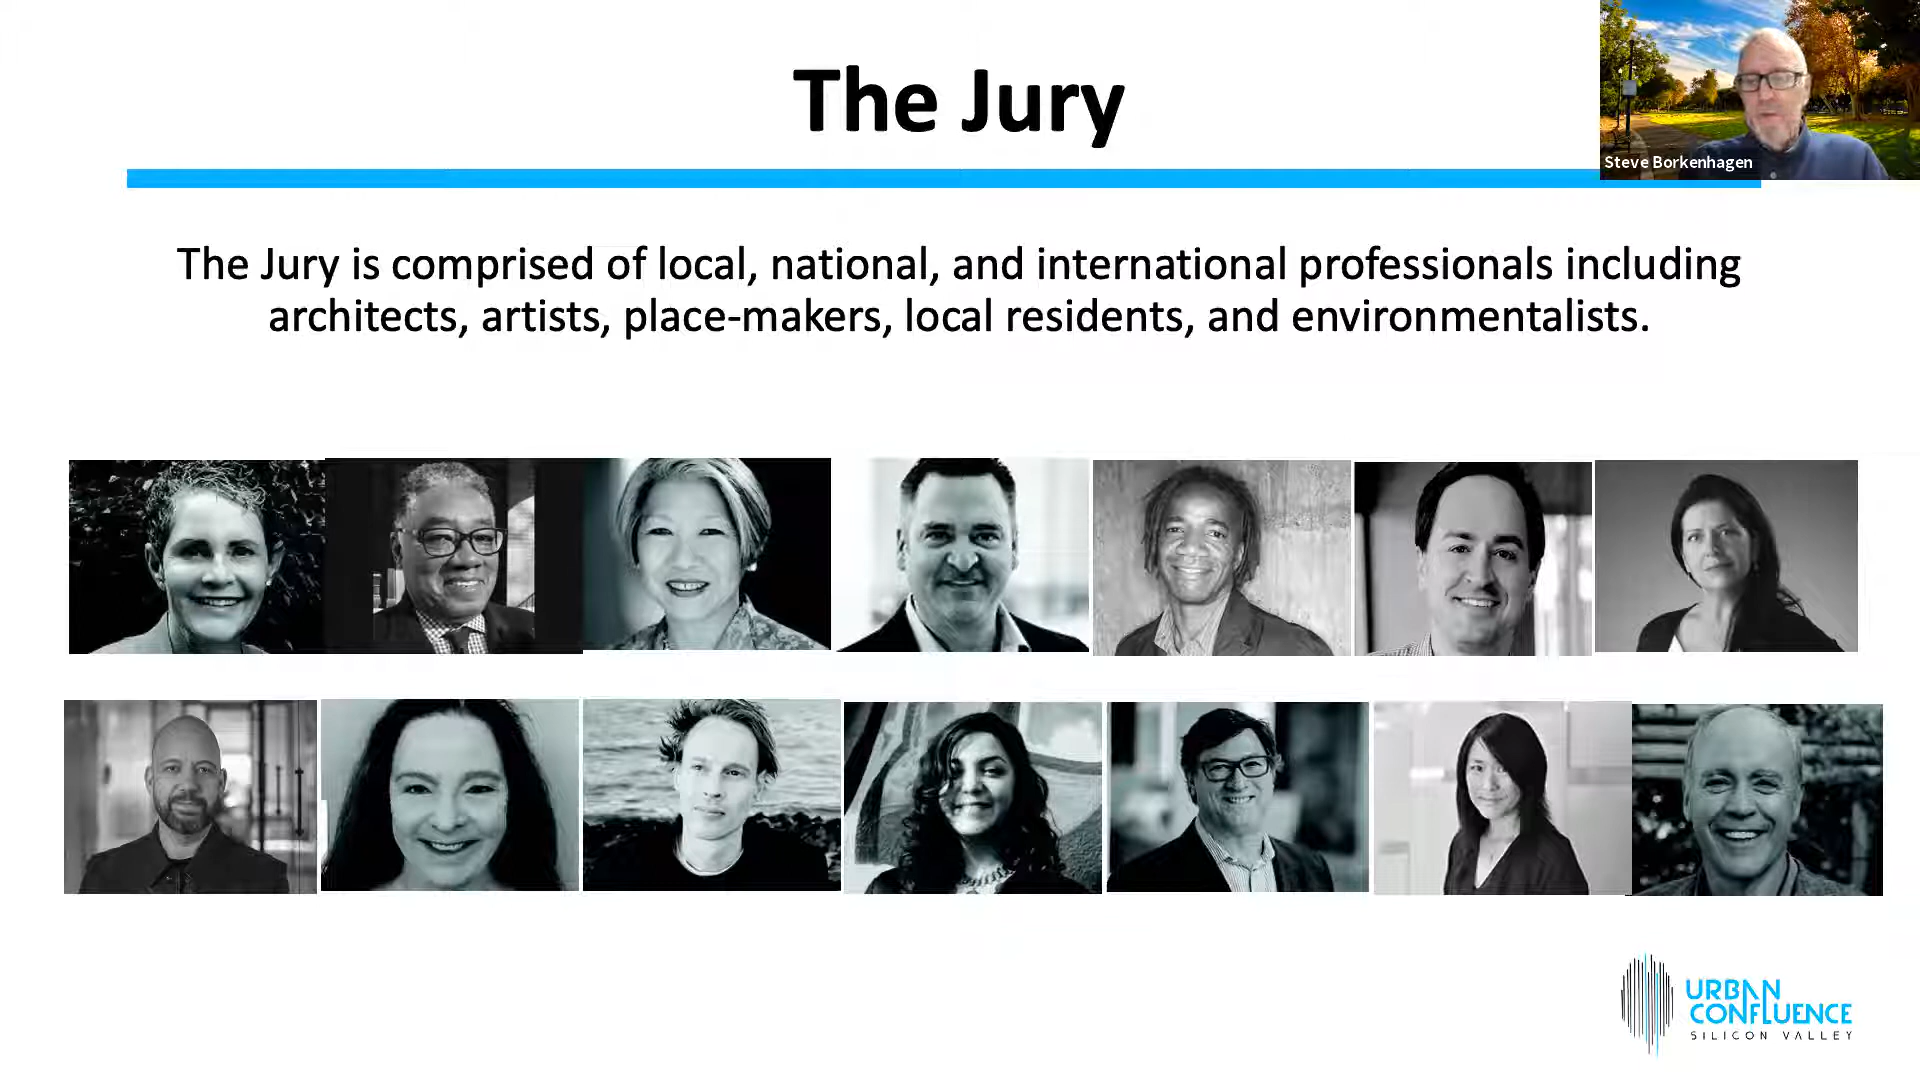 The Jury
Steve Borkenhagen
The Jury is comprised of local, national, and international professionals including
architects, artists, place-makers, local residents, and environmentalists.
URBAN
CONFLUENCE
SILICON VALLEY